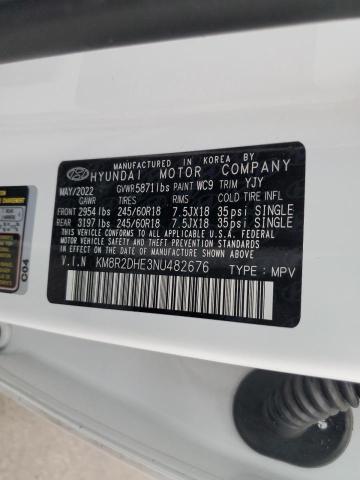 MANUFACTURED IN KOREA BY
HYUNDAI MOTOR COMPANY
MAY/2022 GVWR 5871lbs PAINT WC9 TRIM YJY
GAWR TIRES RIMS COLD TIRE INFL
FRONT 2954 lbs 245/60R18 7.5JX18 35psi SINGLE
REAR 3197 lbs 245/60R18 7.5JX18 35psi SINGLE
THIS VEHICLE CONFORMS TO ALL APPLICABLE FEDERAL
MOTOR VEHICLE SAFETY, BUMPER, AND THEFT
PREVENTION STANDARDS IN EFFECT ON THE DATE OF
MANUFACTURE SHOWN ABOVE.
V.I.N KM8R2DHE3NU482676 TYPE : MPV
C04